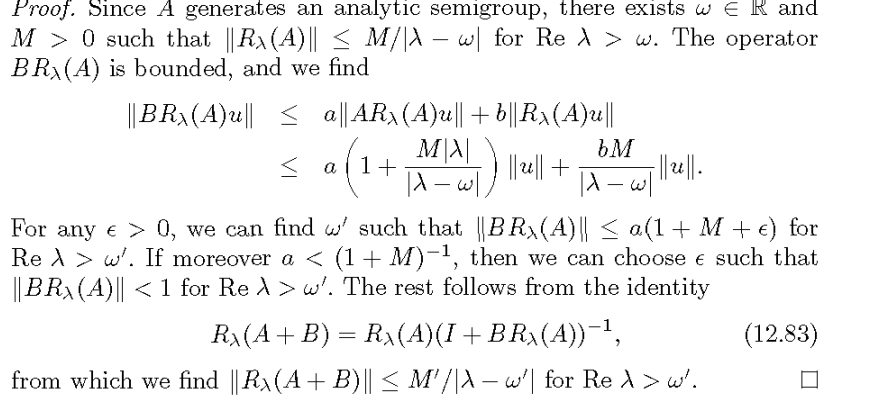 Proof. Since A generates an analytic semigroup, there exists ω ∈ ℝ and
M > 0 such that ‖R_λ(A)‖ ≤ M/|λ − ω| for Re λ > ω. The operator
BR_λ(A) is bounded, and we find
‖BR_λ(A)u‖ ≤ a‖AR_λ(A)u‖ + b‖R_λ(A)u‖
≤ a (1 + M|λ|/|λ − ω|) ‖u‖ + bM/|λ − ω| ‖u‖.
For any ϵ > 0, we can find ω′ such that ‖BR_λ(A)‖ ≤ a(1 + M + ϵ) for
Re λ > ω′. If moreover a < (1 + M)⁻¹, then we can choose ϵ such that
‖BR_λ(A)‖ < 1 for Re λ > ω′. The rest follows from the identity
R_λ(A + B) = R_λ(A)(I + BR_λ(A))⁻¹, (12.83)
from which we find ‖R_λ(A + B)‖ ≤ M′/|λ − ω′| for Re λ > ω′. □